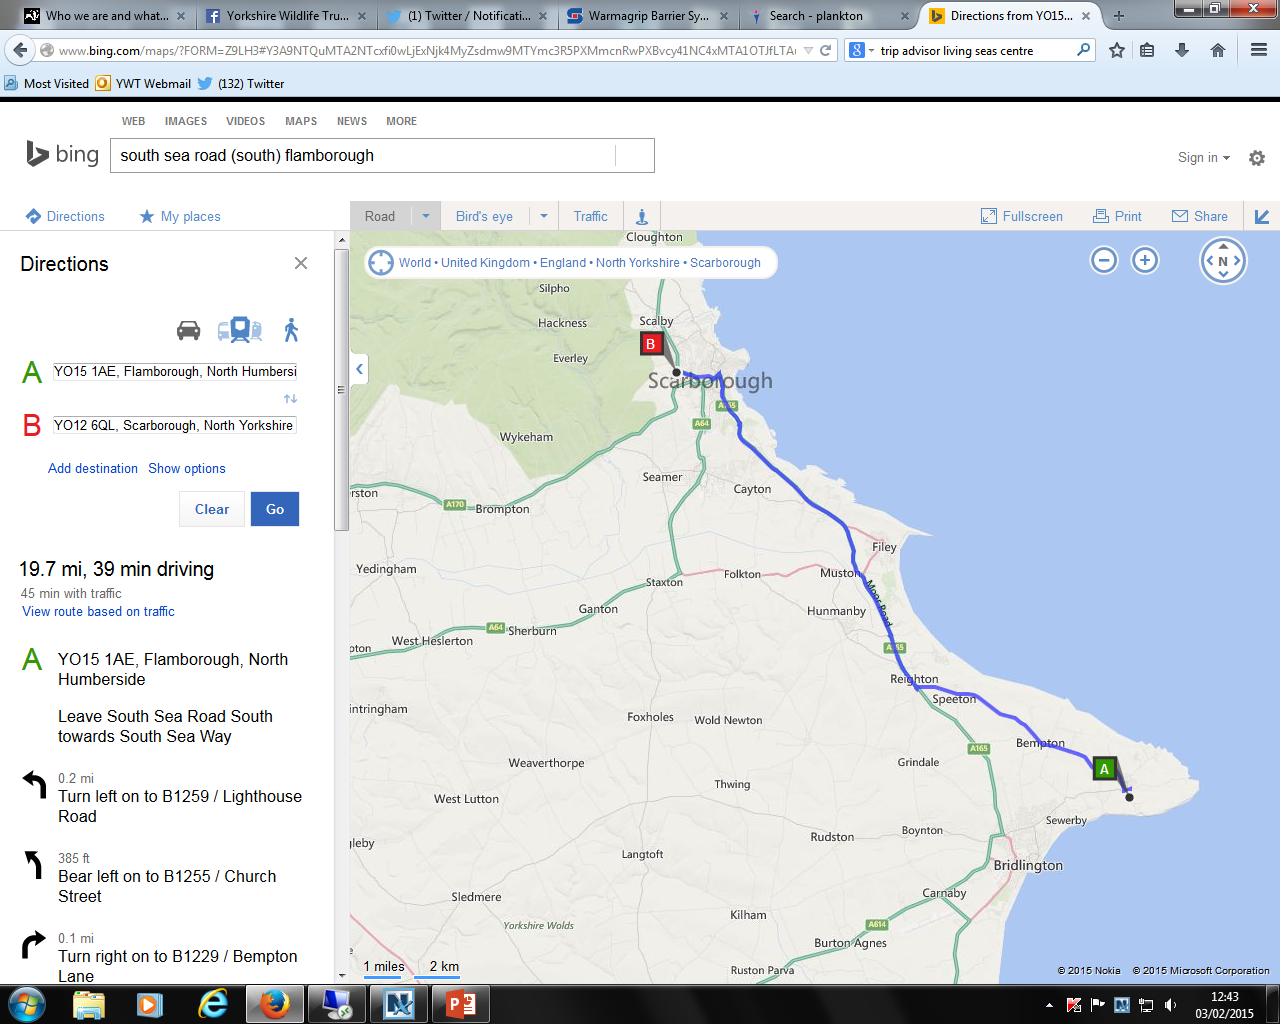 Who we are and what...
Yorkshire Wildlife Tru...
(1) Twitter / Notificati...
Warmagrip Barrier Sy...
Search - plankton
Directions from YO15...
www.bing.com/maps/?FORM=Z9LH3#Y3A9NTQuMTA2NTcxfi0wLjExNjk4MyZsdmw9MTYmc3R5PXMmcnRwPXBvcy41NC4xMTA1OTJfLTA
trip advisor living seas centre
Most Visited
YWT Webmail
(132) Twitter
WEB
IMAGES
VIDEOS
MAPS
NEWS
MORE
bing
south sea road (south) flamborough
Sign in
Directions
My places
Road
Bird's eye
Traffic
Fullscreen
Print
Share
Directions
A
YO15 1AE, Flamborough, North Humbersi
B
YO12 6QL, Scarborough, North Yorkshire
Add destination
Show options
Clear
Go
19.7 mi, 39 min driving
45 min with traffic
View route based on traffic
A
YO15 1AE, Flamborough, North
Humberside
Leave South Sea Road South
towards South Sea Way
0.2 mi
Turn left on to B1259 / Lighthouse
Road
385 ft
Bear left on to B1255 / Church
Street
0.1 mi
Turn right on to B1229 / Bempton
Lane
Cloughton
World • United Kingdom • England • North Yorkshire • Scarborough
N
Silpho
Hackness
Scalby
Everley
B
Scarborough
A165
A64
Wykeham
Seamer
Cayton
rston
A170
Brompton
Filey
Yedingham
Staxton
Folkton
Muston
Moor Road
Ganton
Hunmanby
A64
Sherburn
pton
West Heslerton
A165
Reighton
Speeton
intringham
Foxholes
Wold Newton
Bempton
A165
Weaverthorpe
Grindale
A
West Lutton
Thwing
Sewerby
Boynton
Rudston
gleby
Langtoft
Bridlington
Sledmere
Carnaby
Kilham
Yorkshire Wolds
A614
Burton Agnes
Ruston Parva
1 miles
2 km
© 2015 Nokia
© 2015 Microsoft Corporation
12:43
03/02/2015